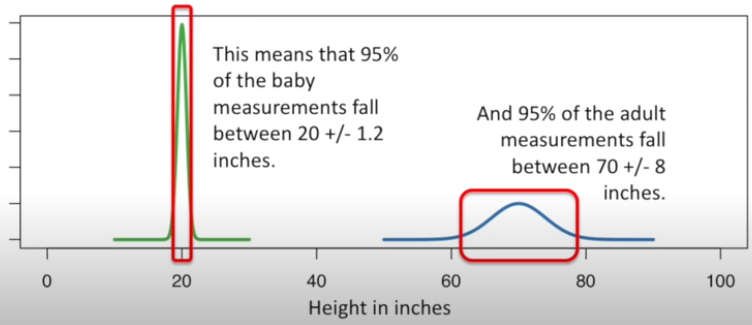 This means that 95%
of the baby
measurements fall
between 20 +/- 1.2
inches.
And 95% of the adult
measurements fall
between 70 +/- 8
inches.
0 20 40 60 80 100
Height in inches